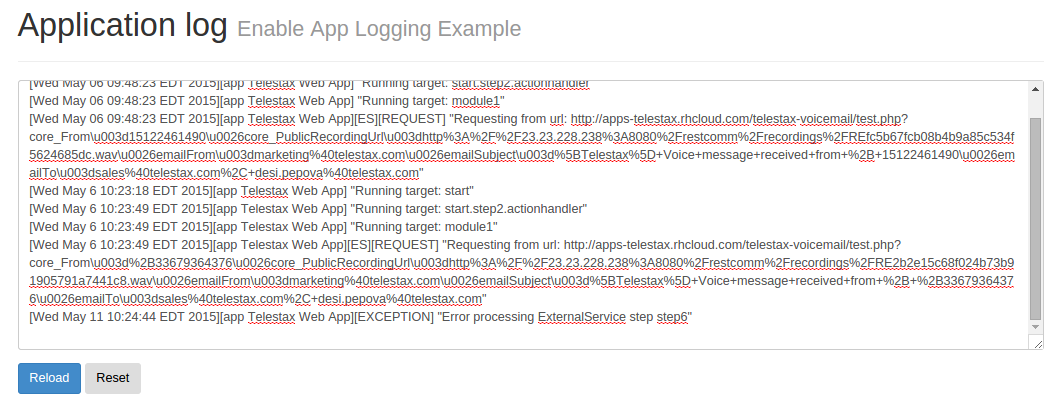 Application log Enable App Logging Example
[Wed May 06 09:48:23 EDT 2015][app Telestax Web App] "Running target: start.step2.actionhandler
[Wed May 06 09:48:23 EDT 2015][app Telestax Web App] "Running target: module1"
[Wed May 06 09:48:23 EDT 2015][app Telestax Web App][ES][REQUEST] "Requesting from url: http://apps-telestax.rhcloud.com/telestax-voicemail/test.php?
core_From\u003d15122461490\u0026core_PublicRecordingUrl\u003dhttp%3A%2F%2F23.23.228.238%3A8080%2Frestcomm%2Frecordings%2FREfc5b67fcb08b4b9a85c534f
5624685dc.wav\u0026emailFrom\u003dmarketing%40telestax.com\u0026emailSubject\u003d%5BTelestax%5D+Voice+message+received+from+%2B+15122461490\u0026em
ailTo\u003dsales%40telestax.com%2C+desi.pepova%40telestax.com"
[Wed May 6 10:23:18 EDT 2015][app Telestax Web App] "Running target: start"
[Wed May 6 10:23:49 EDT 2015][app Telestax Web App] "Running target: start.step2.actionhandler"
[Wed May 6 10:23:49 EDT 2015][app Telestax Web App] "Running target: module1"
[Wed May 6 10:23:49 EDT 2015][app Telestax Web App][ES][REQUEST] "Requesting from url: http://apps-telestax.rhcloud.com/telestax-voicemail/test.php?
core_From\u003d%2B33679364376\u0026core_PublicRecordingUrl\u003dhttp%3A%2F%2F23.23.228.238%3A8080%2Frestcomm%2Frecordings%2FRE2b2e15c68f024b73b9
1905791a7441c8.wav\u0026emailFrom\u003dmarketing%40telestax.com\u0026emailSubject\u003d%5BTelestax%5D+Voice+message+received+from+%2B+%2B3367936437
6\u0026emailTo\u003dsales%40telestax.com%2C+desi.pepova%40telestax.com"
[Wed May 11 10:24:44 EDT 2015][app Telestax Web App][EXCEPTION] "Error processing ExternalService step step6"
Reload Reset